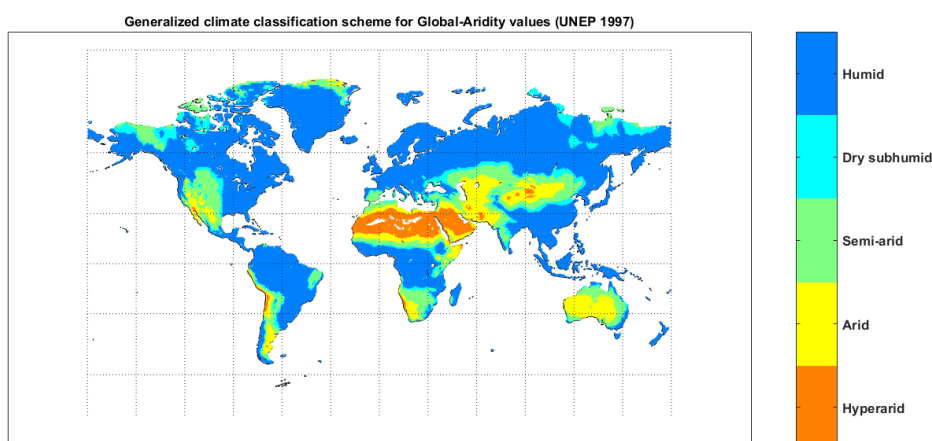 Generalized climate classification scheme for Global-Aridity values (UNEP 1997)
Humid
Dry subhumid
Semi-arid
Arid
Hyperarid